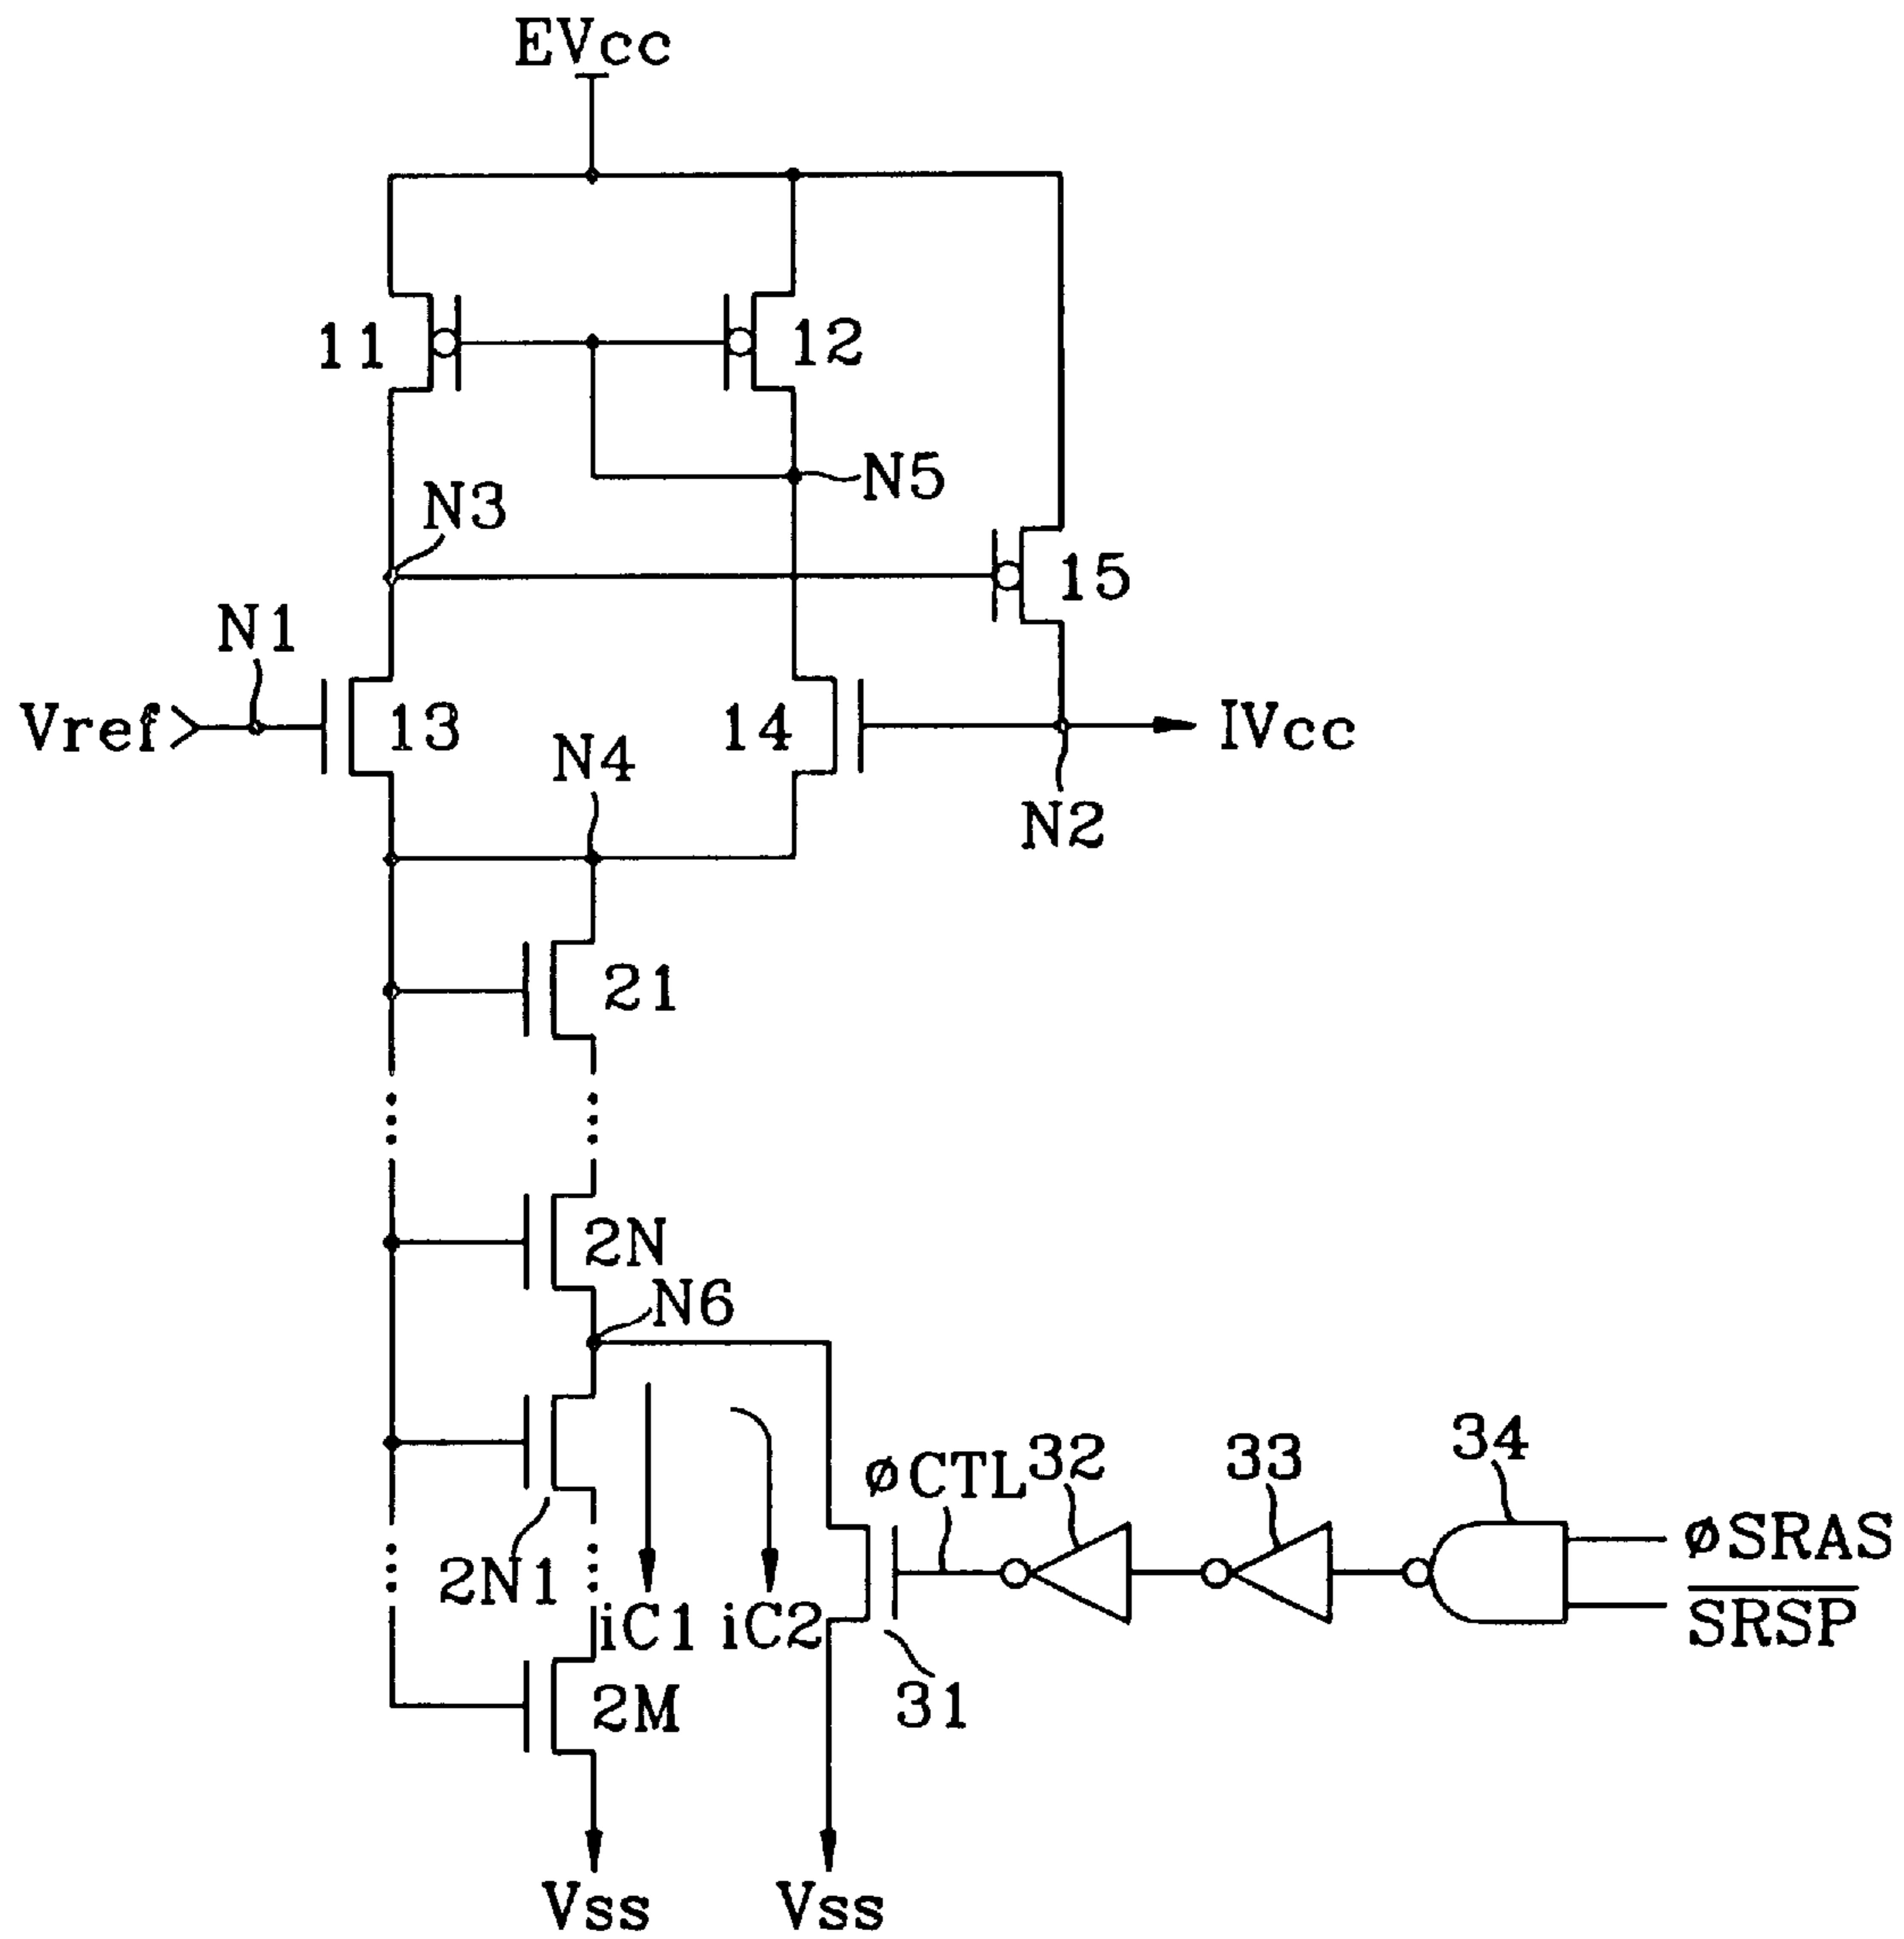 EVcc
11
12
N5
N3
15
N1
Vref
13
14
IVcc
N4
N2
21
2N
N6
34
øCTL
32
33
øSRAS
2N1
SRSP
iC1
iC2
2M
31
Vss
Vss